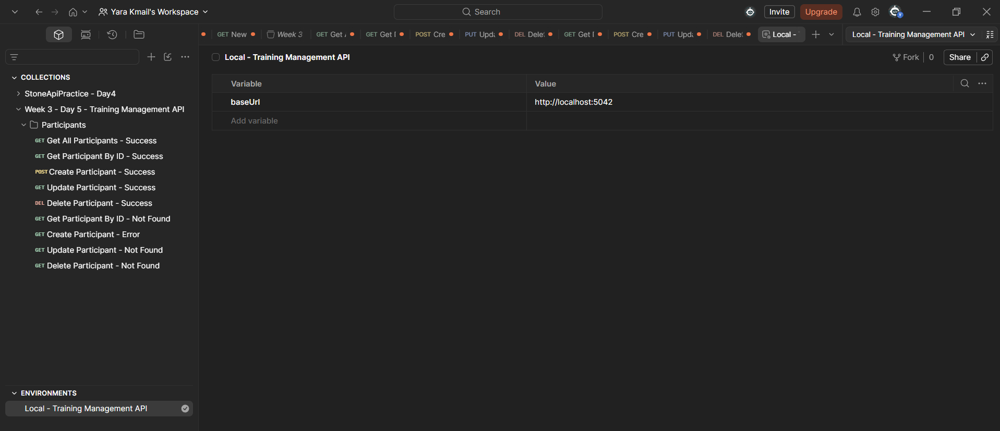 Yara Kmail's Workspace
Search
Invite
Upgrade
GET New
Week 3
GET Get
GET Get
POST Cre
PUT Upd
DEL Dele
GET Get
POST Cre
PUT Upd
DEL Dele
Local -
Local - Training Management API
Local - Training Management API
Fork
0
Share
COLLECTIONS
StoneApiPractice - Day4
Week 3 - Day 5 - Training Management API
Participants
GET Get All Participants - Success
GET Get Participant By ID - Success
POST Create Participant - Success
GET Update Participant - Success
DEL Delete Participant - Success
GET Get Participant By ID - Not Found
GET Create Participant - Error
GET Update Participant - Not Found
GET Delete Participant - Not Found
Variable
Value
baseUrl
http://localhost:5042
Add variable
ENVIRONMENTS
Local - Training Management API